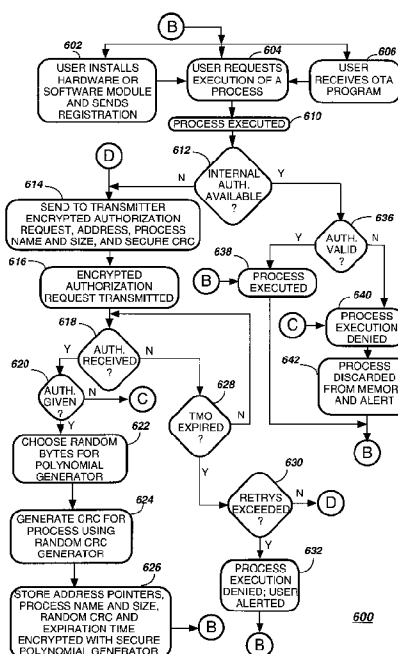 B
602
604
606
USER INSTALLS
HARDWARE OR
SOFTWARE MODULE
AND SENDS
REGISTRATION
USER REQUESTS
EXECUTION OF A
PROCESS
USER
RECEIVES OTA
PROGRAM
PROCESS EXECUTED
610
D
612
INTERNAL
AUTH.
AVAILABLE
?
N
Y
614
SEND TO TRANSMITTER
ENCRYPTED AUTHORIZATION
REQUEST, ADDRESS, PROCESS
NAME AND SIZE, AND SECURE CRC
636
AUTH.
VALID
?
Y
N
638
B
PROCESS
EXECUTED
616
ENCRYPTED
AUTHORIZATION
REQUEST TRANSMITTED
640
C
PROCESS
EXECUTION
DENIED
618
AUTH.
RECEIVED
?
Y
N
642
PROCESS
DISCARDED
FROM MEMORY
AND ALERT
B
620
AUTH.
GIVEN
?
N
C
Y
628
TMO
EXPIRED
?
N
Y
622
CHOOSE RANDOM
BYTES FOR
POLYNOMIAL
GENERATOR
630
RETRYS
EXCEEDED
?
N
D
Y
624
GENERATE CRC FOR
PROCESS USING
RANDOM CRC
GENERATOR
632
PROCESS
EXECUTION
DENIED; USER
ALERTED
B
626
STORE ADDRESS POINTERS,
PROCESS NAME AND SIZE,
RANDOM CRC AND
EXPIRATION TIME
ENCRYPTED WITH SECURE
POLYNOMIAL GENERATOR
B
600